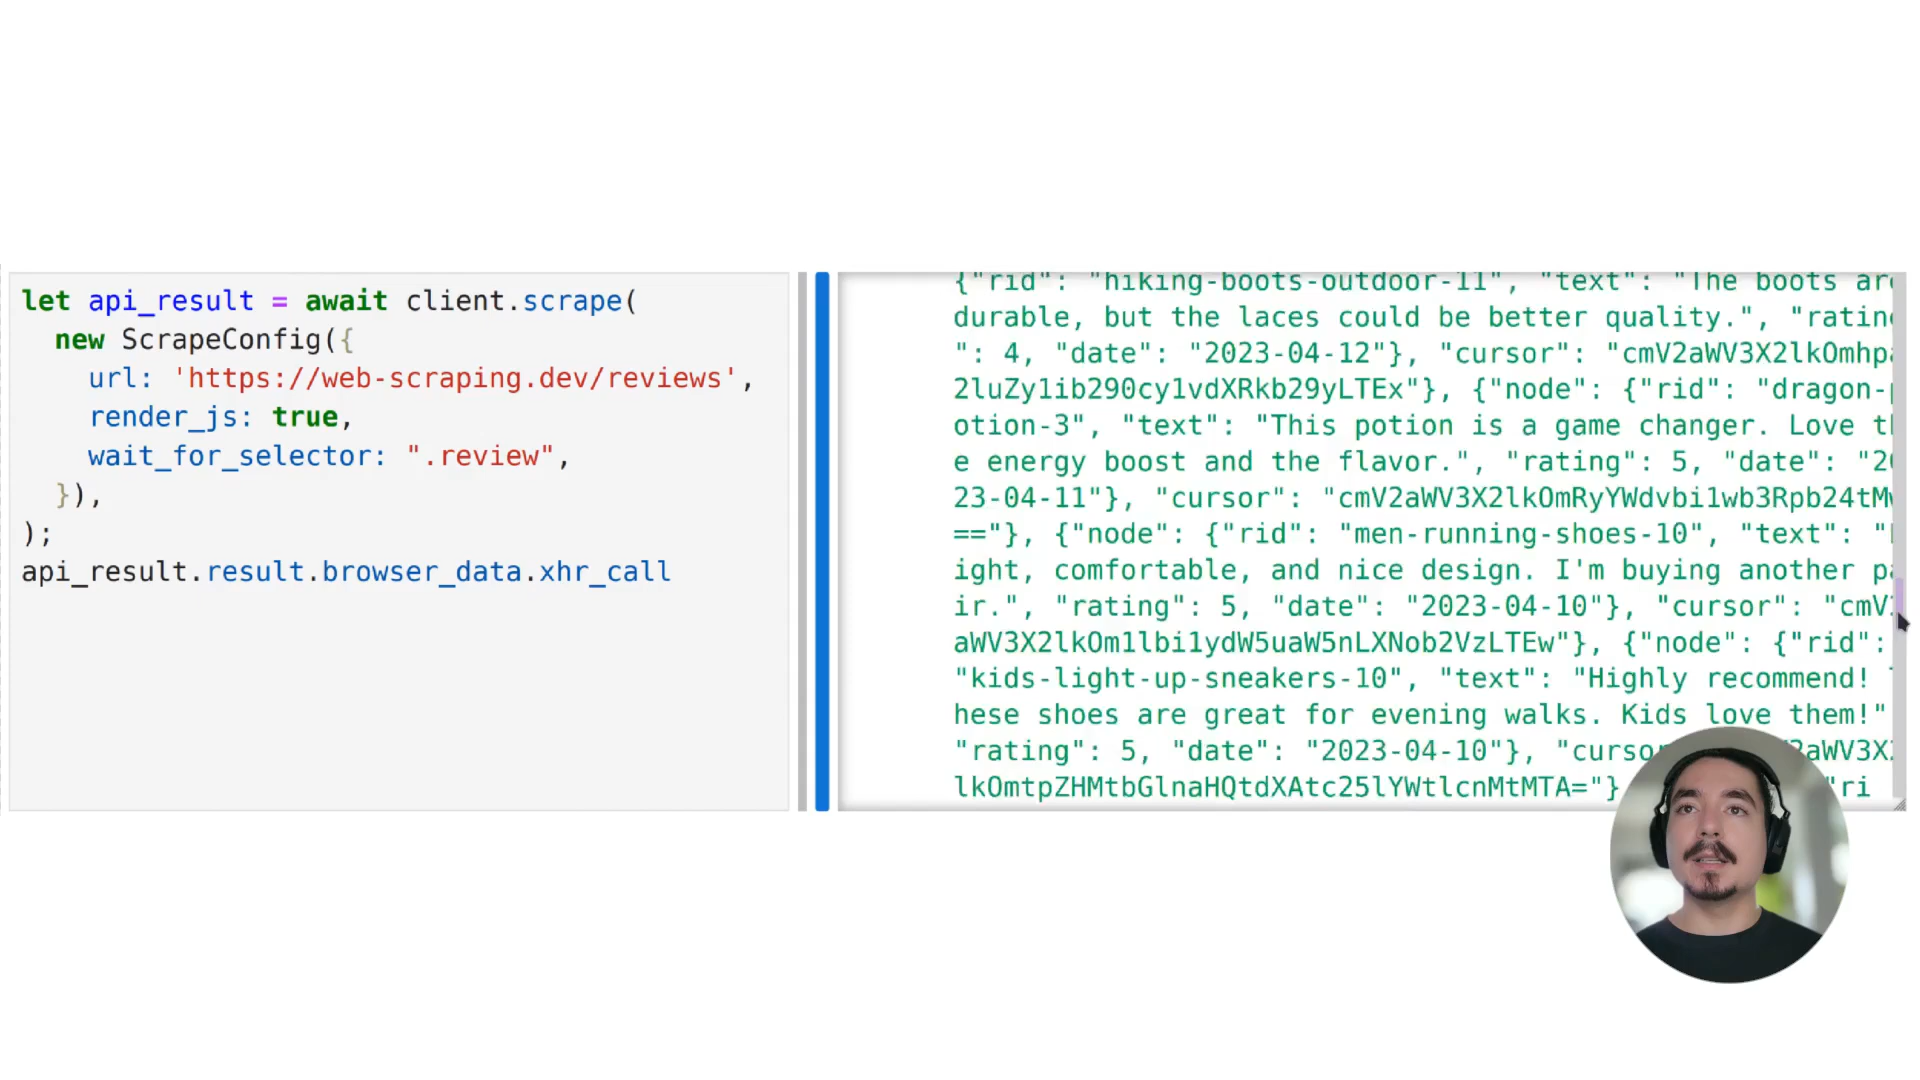 let api_result = await client.scrape(
new ScrapeConfig({
url: 'https://web-scraping.dev/reviews',
render_js: true,
wait_for_selector: ".review",
}),
);
api_result.result.browser_data.xhr_call
{"rid": "hiking-boots-outdoor-11", "text": "The boots are
durable, but the laces could be better quality.", "rating
": 4, "date": "2023-04-12"}, "cursor": "cmV2aWV3X2lkOmhpa
2luZy1ib290cy1vdXRkb29yLTEx"}, {"node": {"rid": "dragon-p
otion-3", "text": "This potion is a game changer. Love th
e energy boost and the flavor.", "rating": 5, "date": "20
23-04-11"}, "cursor": "cmV2aWV3X2lkOmRyYWdvbi1wb3Rpb24tMw
=="}, {"node": {"rid": "men-running-shoes-10", "text": "
ight, comfortable, and nice design. I'm buying another pa
ir.", "rating": 5, "date": "2023-04-10"}, "cursor": "cmV
aWV3X2lkOm1lbi1ydW5uaW5nLXNob2VzLTEw"}, {"node": {"rid":
"kids-light-up-sneakers-10", "text": "Highly recommend! T
hese shoes are great for evening walks. Kids love them!"
"rating": 5, "date": "2023-04-10"}, "curso aWV3X
lkOmtpZHMtbGlnaHQtdXAtc25lYWtlcnMtMTA="} "ri